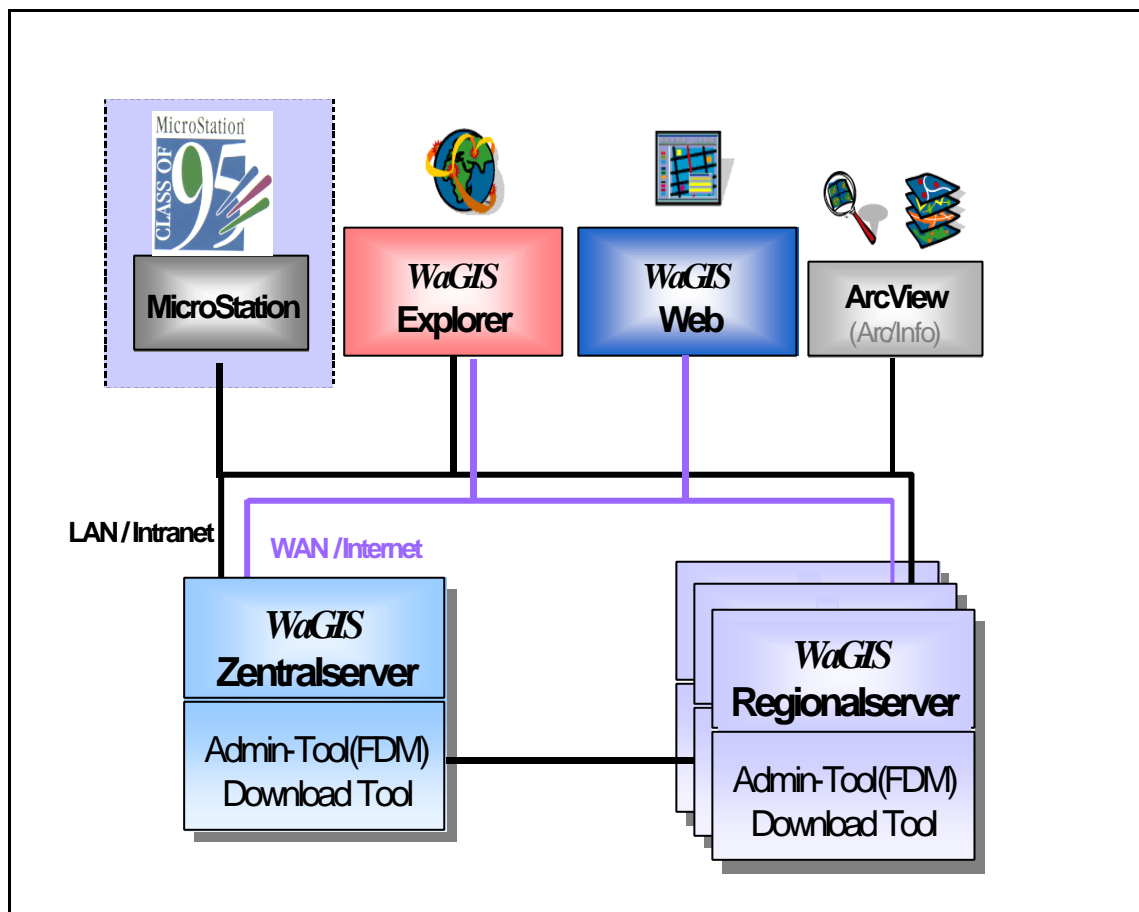 MicroStation
CLASS OF
95
MicroStation
WaGIS
Explorer
WaGIS
Web
ArcView
(Arc/Info)
LAN / Intranet
WAN / Internet
WaGIS
Zentralserver
Admin-Tool(FDM)
Download Tool
WaGIS
Regionalserver
Admin-Tool(FDM)
Download Tool